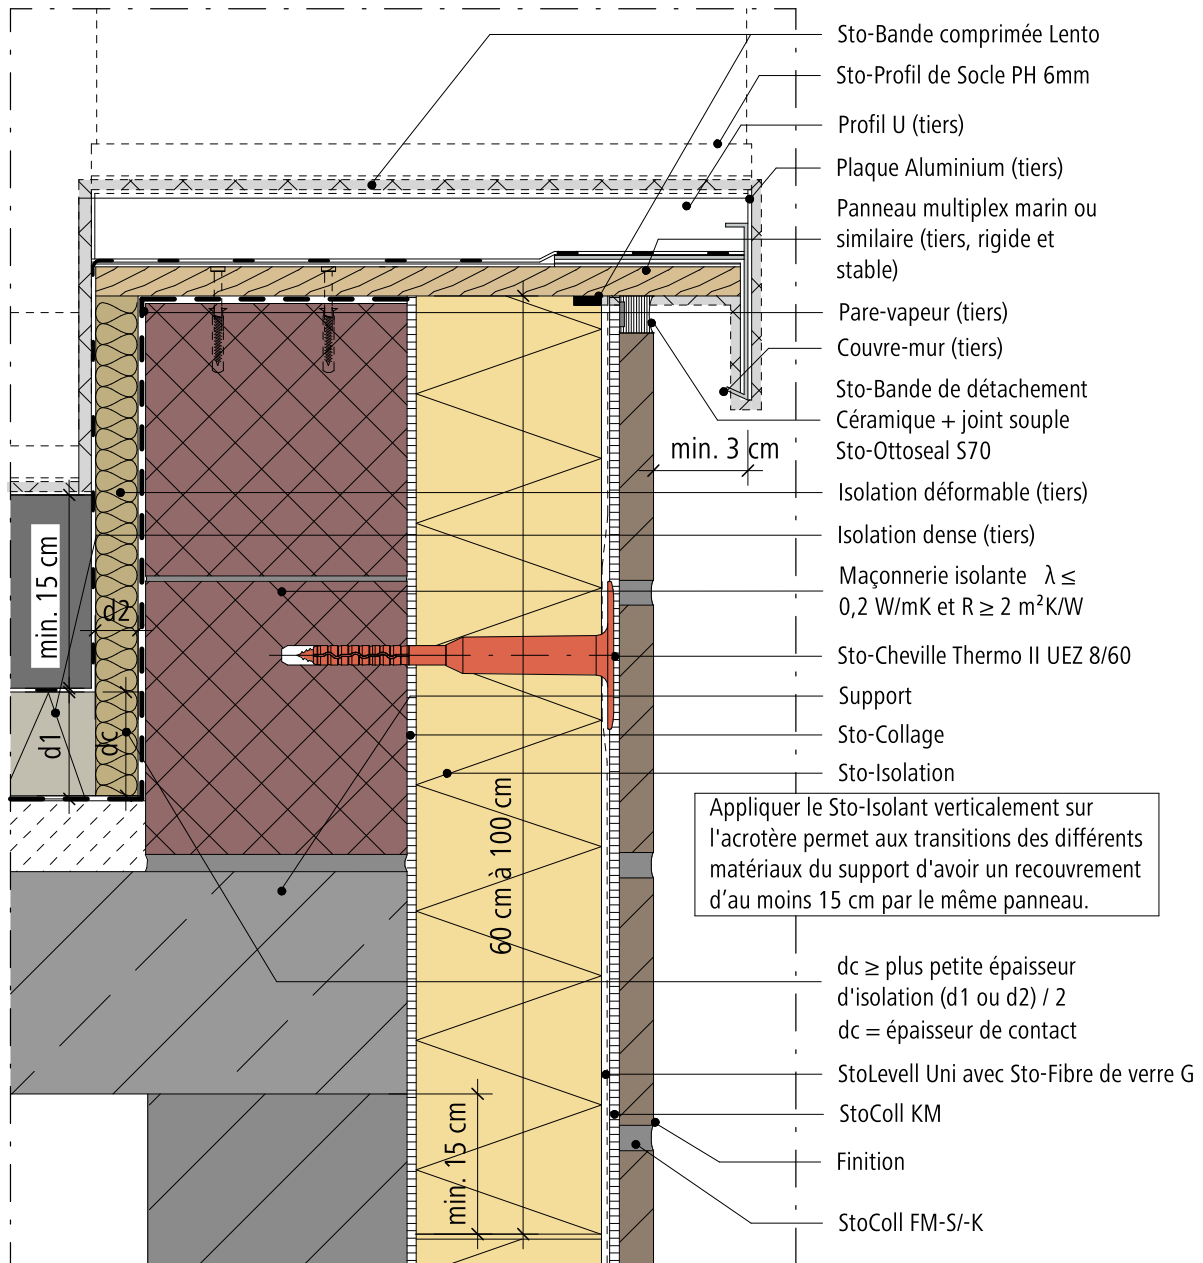 Sto-Bande comprimée Lento
Sto-Profil de Socle PH 6mm
Profil U (tiers)
Plaque Aluminium (tiers)
Panneau multiplex marin ou
similaire (tiers, rigide et
stable)
Pare-vapeur (tiers)
Couvre-mur (tiers)
Sto-Bande de détachement
Céramique + joint souple
Sto-Ottoseal S70
min. 3 cm
Isolation déformable (tiers)
Isolation dense (tiers)
min. 15 cm
d2
Maçonnerie isolante λ ≤
0,2 W/mK et R ≥ 2 m²K/W
Sto-Cheville Thermo II UEZ 8/60
Support
d1
dc
Sto-Collage
Sto-Isolation
60 cm à 100 cm
Appliquer le Sto-Isolant verticalement sur
l'acrotère permet aux transitions des différents
matériaux du support d'avoir un recouvrement
d’au moins 15 cm par le même panneau.
dc ≥ plus petite épaisseur
d'isolation (d1 ou d2) / 2
dc = épaisseur de contact
StoLevell Uni avec Sto-Fibre de verre G
StoColl KM
min. 15 cm
Finition
StoColl FM-S/-K